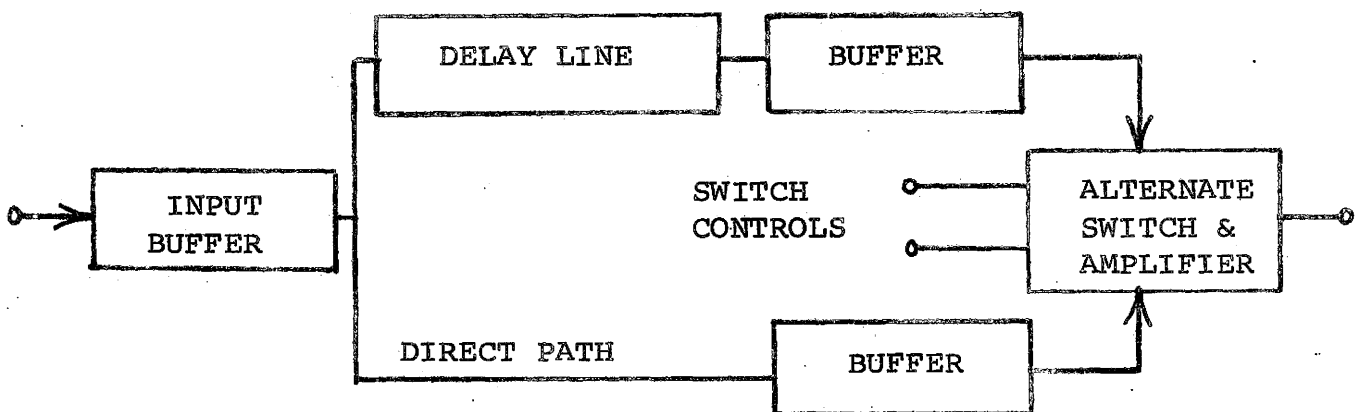 DELAY LINE
BUFFER
INPUT
BUFFER
SWITCH
CONTROLS
ALTERNATE
SWITCH &
AMPLIFIER
DIRECT PATH
BUFFER